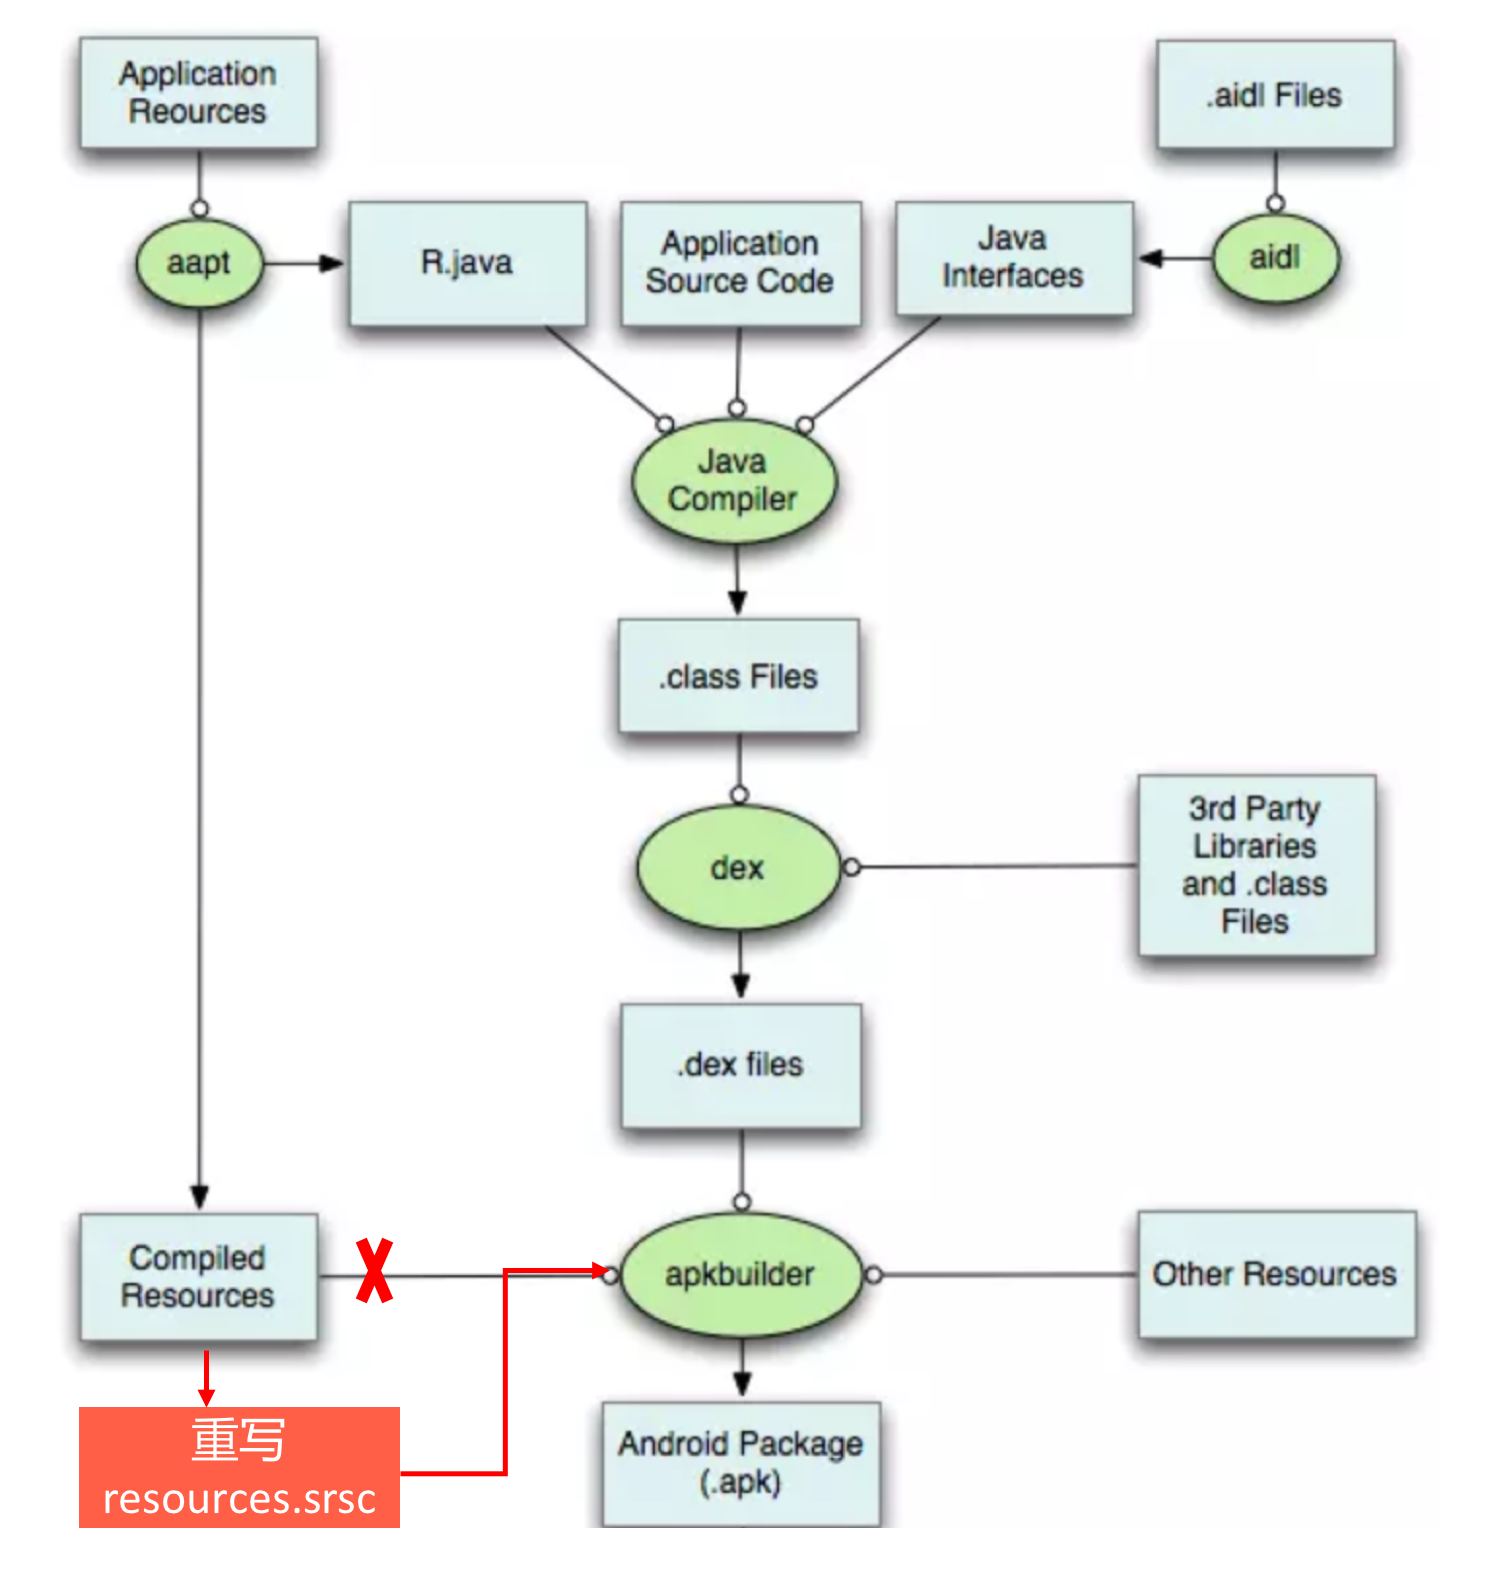 Application
Reources
.aidl Files
aapt
R.java
Application
Source Code
Java
Interfaces
aidl
Java
Compiler
.class Files
dex
3rd Party
Libraries
and .class
Files
.dex files
Compiled
Resources
apkbuilder
Other Resources
重写
resources.srsc
Android Package
(.apk)